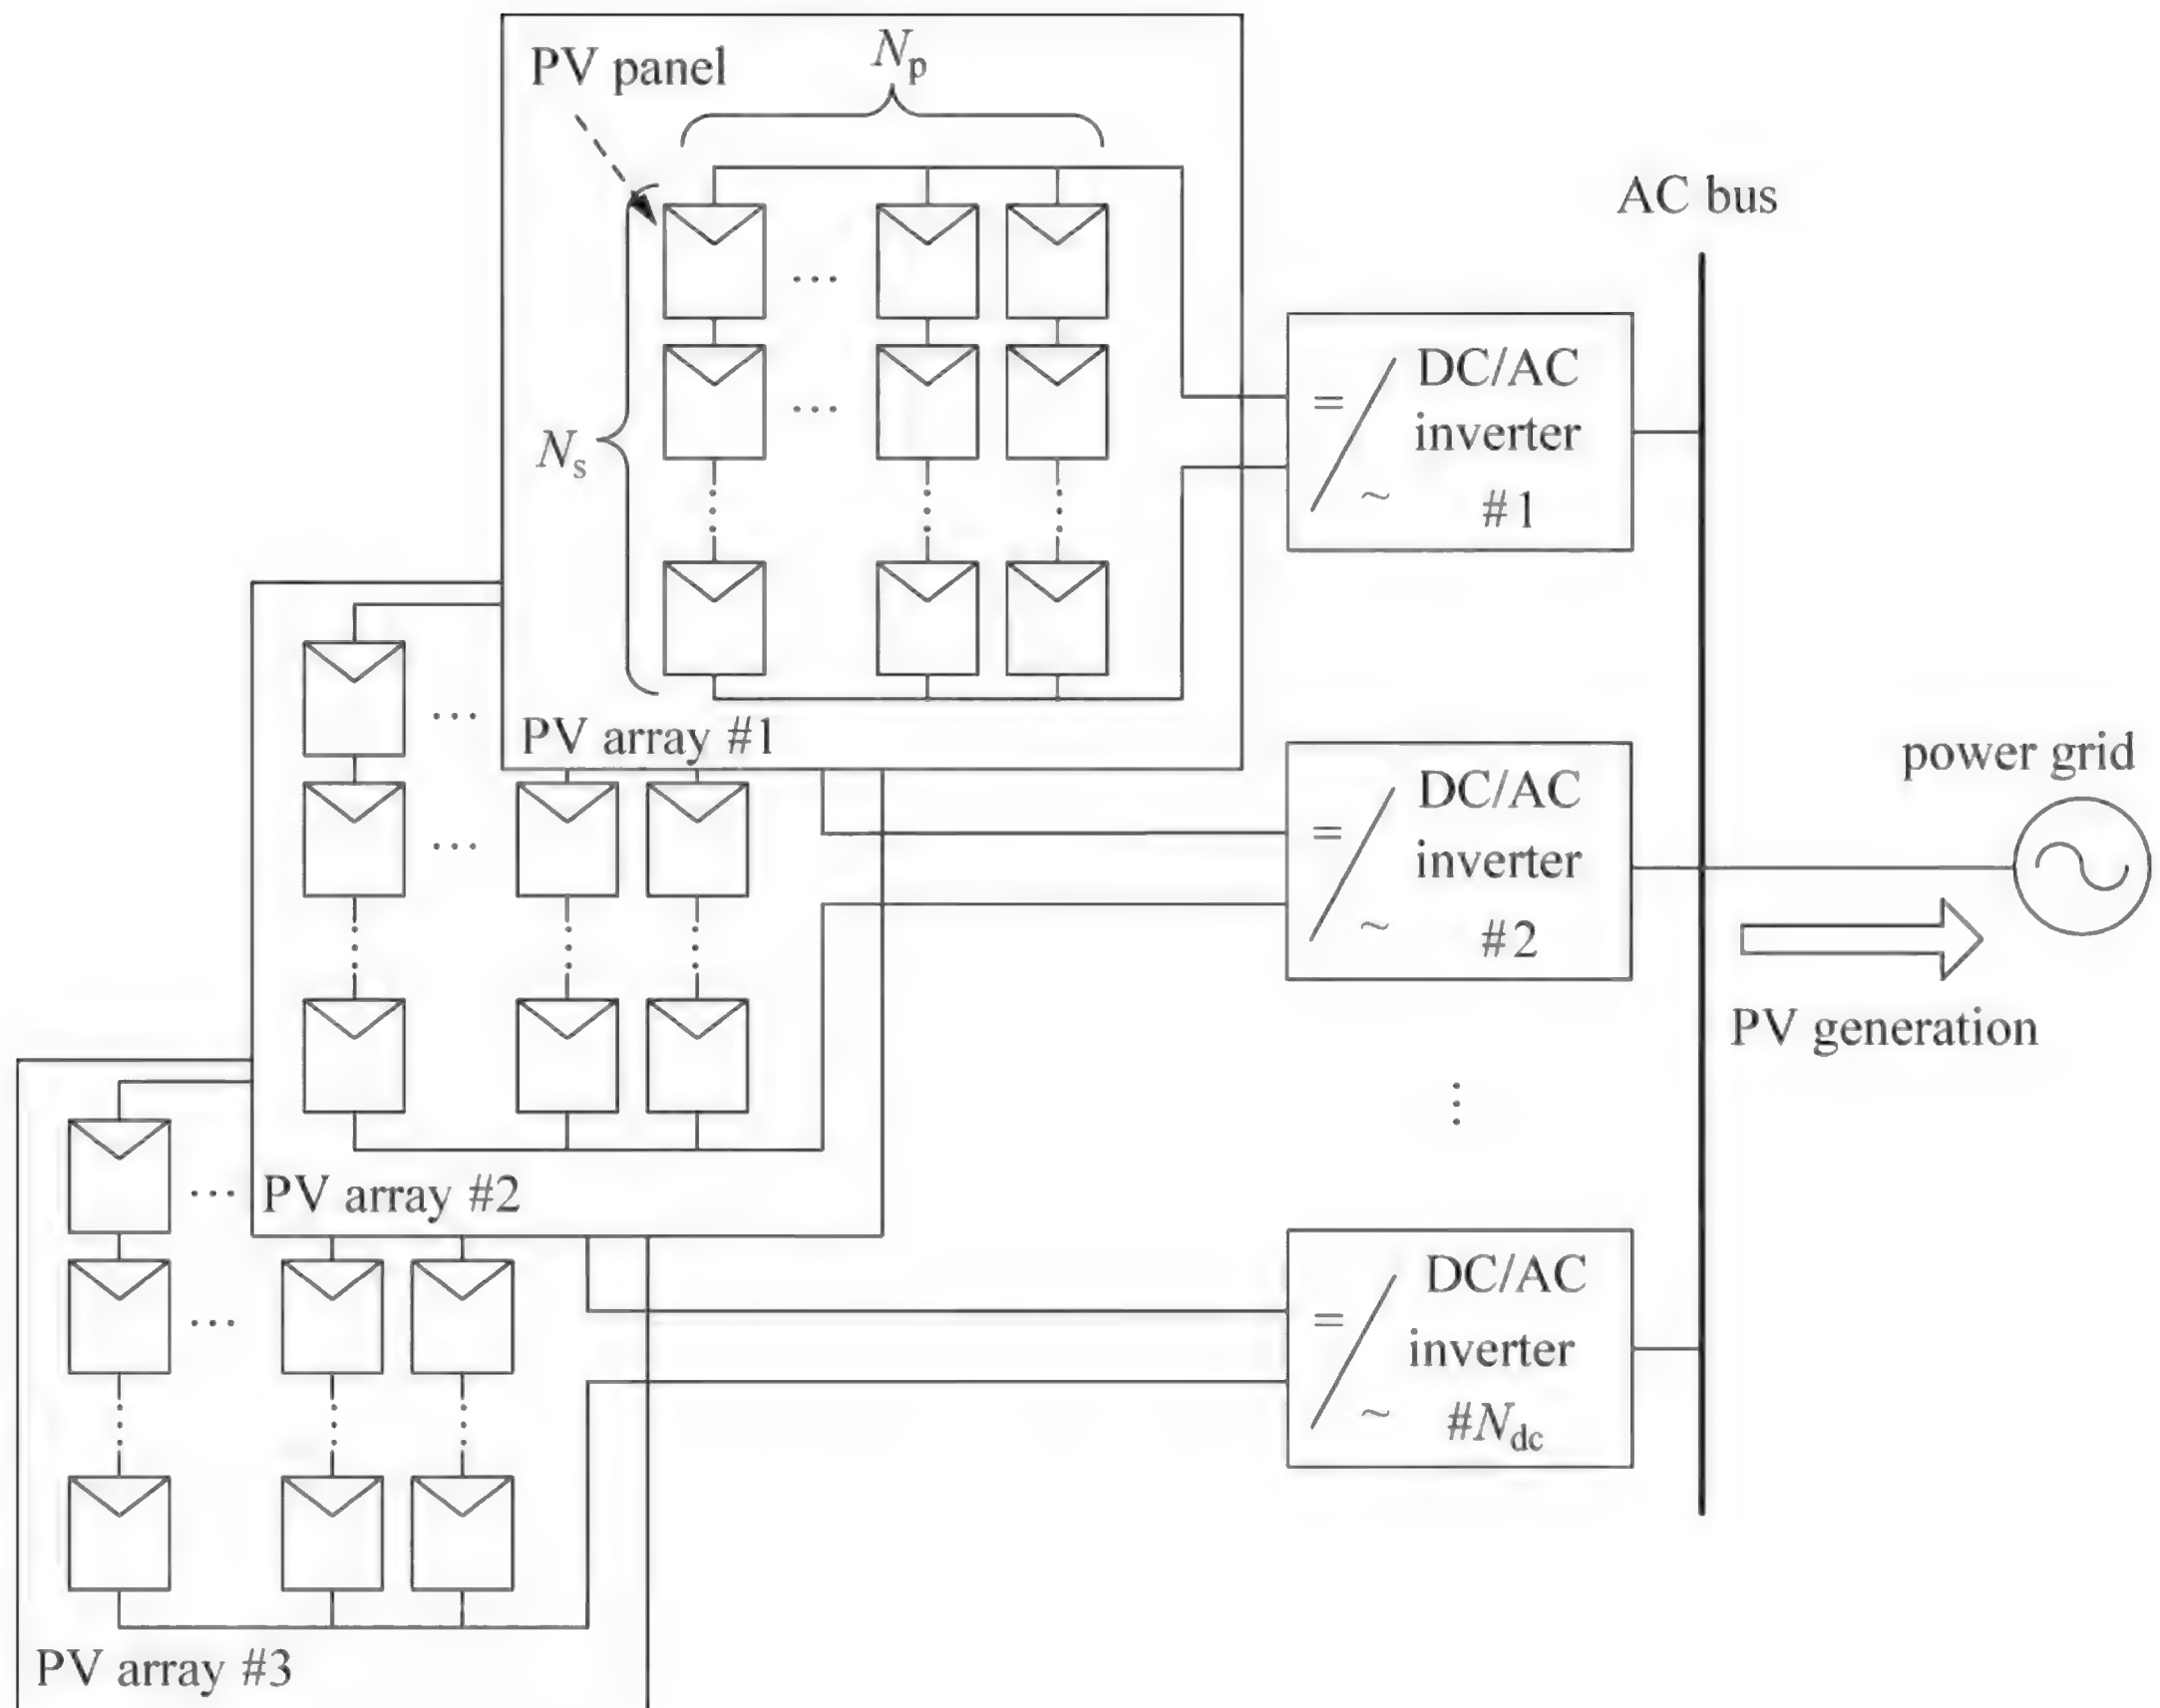 PV panel
Np
Ns
PV array #1
AC bus
= / ~
DC/AC
inverter
#1
PV array #2
= / ~
DC/AC
inverter
#2
power grid
PV generation
PV array #3
= / ~
DC/AC
inverter
#Ndc